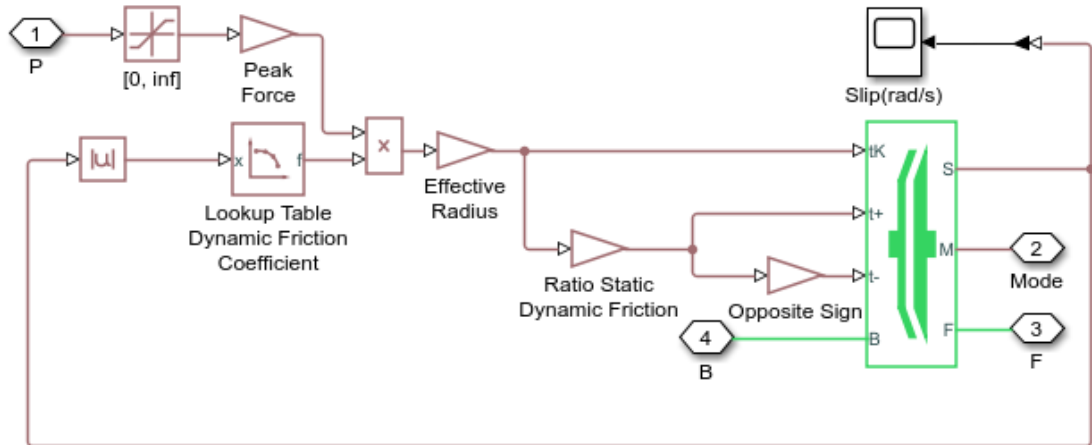 1
P
[0, inf]
Peak
Force
Slip(rad/s)
|u|
x
f
Lookup Table
Dynamic Friction
Coefficient
×
Effective
Radius
Ratio Static
Dynamic Friction
Opposite Sign
tK
t+
t-
B
S
M
F
2
Mode
3
F
4
B